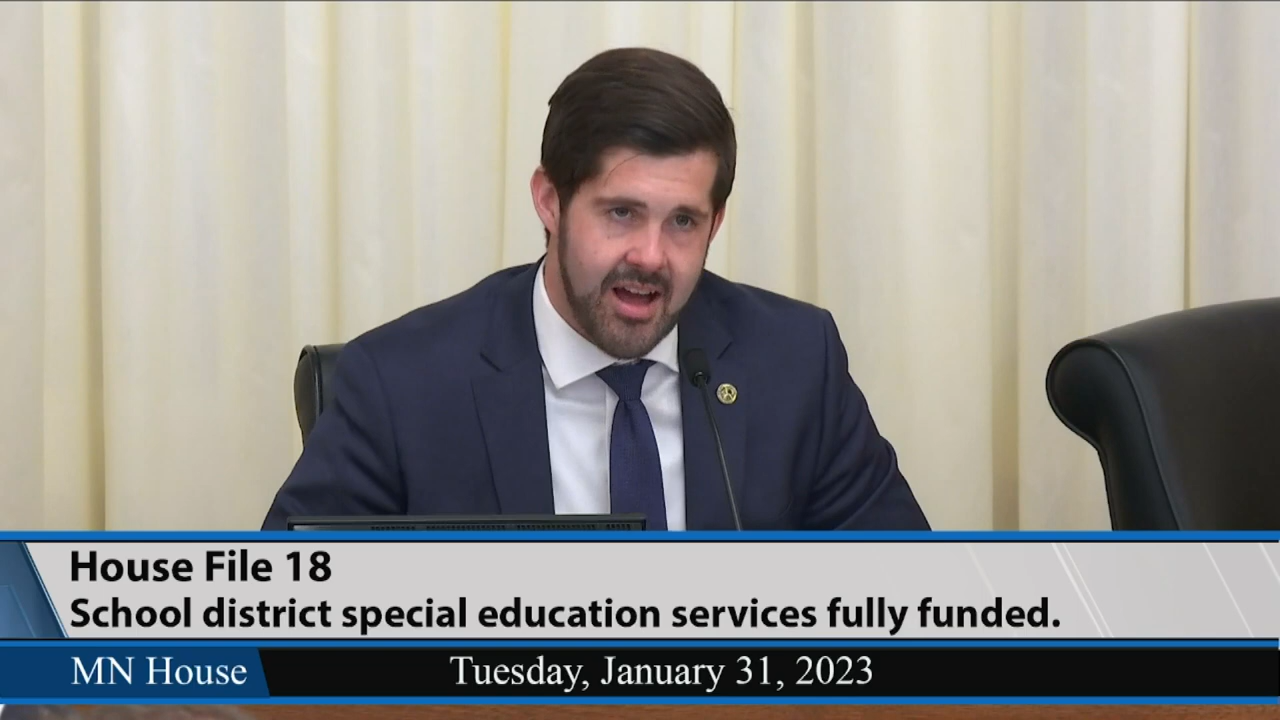 House File 18
School district special education services fully funded.
MN House
Tuesday, January 31, 2023